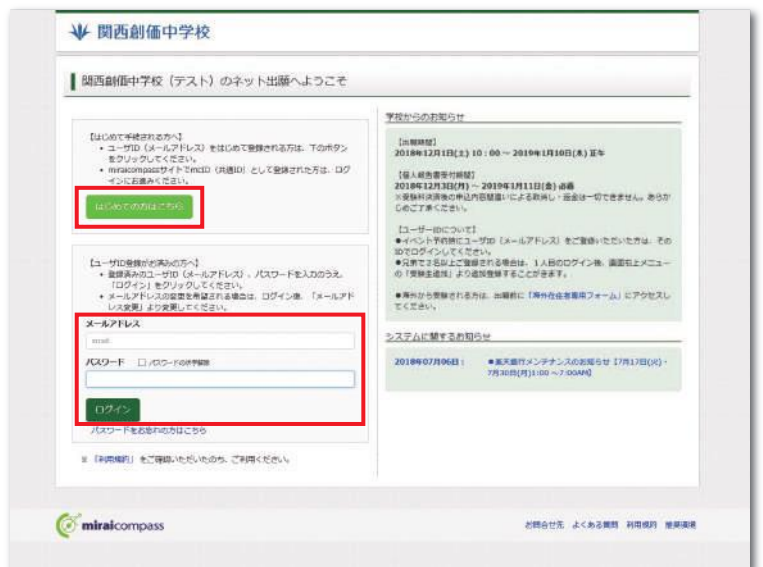 関西創価中学校
関西創価中学校（テスト）のネット出願へようこそ
【はじめて手続されるかたへ】
• ユーザID（メールアドレス）をはじめて登録される方は、下のボタン
をクリックしてください。
• miraicompassサイトでmcID（共通ID）として登録された方は、ログ
インにお進みください。
はじめての方はこちら
【ユーザID登録がお済みの方へ】
• 登録済みのユーザID（メールアドレス）、パスワードを入力のうえ、
「ログイン」をクリックしてください。
• メールアドレスの変更を希望される場合は、ログイン後、「メールアド
レス変更」より変更してください。
メールアドレス
email
パスワード □ パスワードの伏字解除
ログイン
パスワードをお忘れの方はこちら
※「利用規約」をご確認いただいたのち、ご利用ください。
学校からのお知らせ
【出願期間】
2018年12月1日(土) 10：00 ～ 2019年1月10日(木) 正午
【個人報告書受付期間】
2018年12月3日(月) ～ 2019年1月11日(金) 必着
※受験料決済後の申込内容間違いによる取消し・返金は一切できません。あらか
じめご了承ください。
【ユーザーIDについて】
●イベント予約時にユーザID（メールアドレス）をご登録いただいた方は、その
IDでログインしてください。
●兄弟で２名以上ご登録される場合は、１人目のログイン後、画面右上メニュー
の「受験生追加」より追加登録することができます。
●海外から受験される方は、出願前に「海外在住者専用フォーム」にアクセスし
てください。
システムに関するお知らせ
2018年07月06日： ●楽天銀行メンテナンスのお知らせ【7月17日(火)・
7月30日(月)1:00 ～7:00AM】
miraicompass
お問合せ先 よくある質問 利用規約 推奨環境